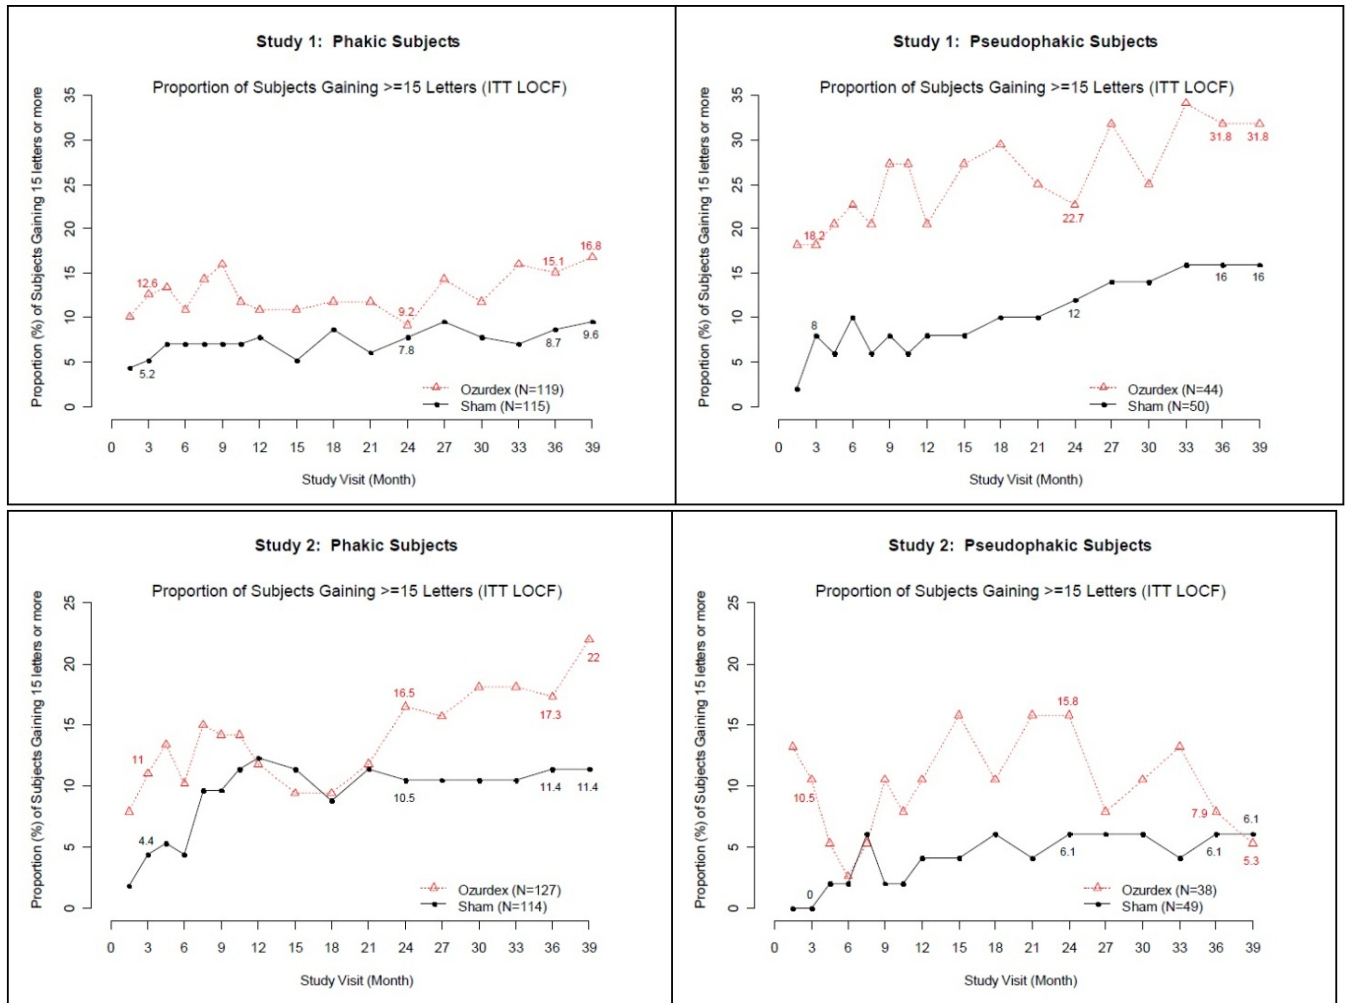 Study 1: Phakic Subjects
Proportion of Subjects Gaining >=15 Letters (ITT LOCF)
Proportion (%) of Subjects Gaining 15 letters or more
35
30
25
20
15
10
5
0
12.6
9.2
15.1
16.8
5.2
7.8
8.7
9.6
Ozurdex (N=119)
Sham (N=115)
0 3 6 9 12 15 18 21 24 27 30 33 36 39
Study Visit (Month)
Study 1: Pseudophakic Subjects
Proportion of Subjects Gaining >=15 Letters (ITT LOCF)
Proportion (%) of Subjects Gaining 15 letters or more
35
30
25
20
15
10
5
0
18.2
22.7
31.8
31.8
8
12
16
16
Ozurdex (N=44)
Sham (N=50)
0 3 6 9 12 15 18 21 24 27 30 33 36 39
Study Visit (Month)
Study 2: Phakic Subjects
Proportion of Subjects Gaining >=15 Letters (ITT LOCF)
Proportion (%) of Subjects Gaining 15 letters or more
25
20
15
10
5
0
11
16.5
17.3
22
4.4
10.5
11.4
11.4
Ozurdex (N=127)
Sham (N=114)
0 3 6 9 12 15 18 21 24 27 30 33 36 39
Study Visit (Month)
Study 2: Pseudophakic Subjects
Proportion of Subjects Gaining >=15 Letters (ITT LOCF)
Proportion (%) of Subjects Gaining 15 letters or more
25
20
15
10
5
0
10.5
15.8
7.9
5.3
0
6.1
6.1
6.1
Ozurdex (N=38)
Sham (N=49)
0 3 6 9 12 15 18 21 24 27 30 33 36 39
Study Visit (Month)